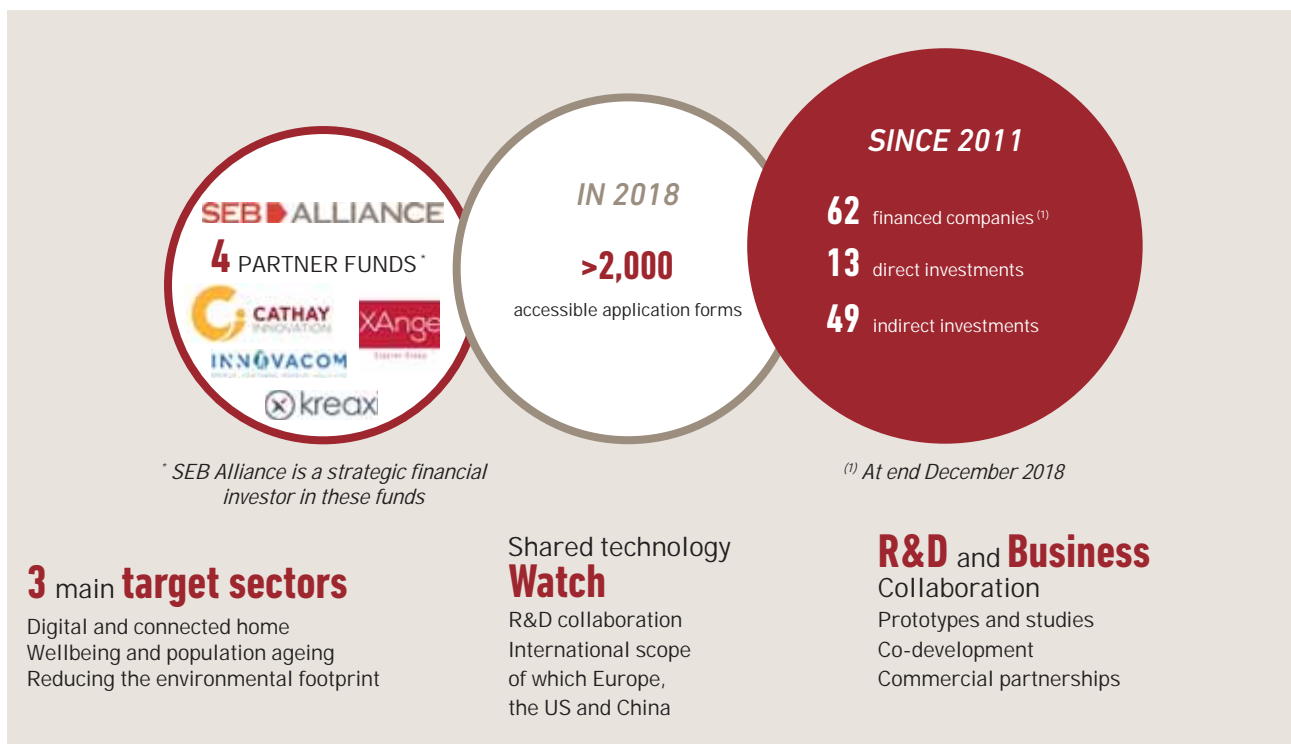 SEB ALLIANCE
4 PARTNER FUNDS *
CATHAY
INNOVATION
XAnge
INNOVACOM
kreaxi
* SEB Alliance is a strategic financial
investor in these funds
IN 2018
>2,000
accessible application forms
SINCE 2011
62 financed companies (1)
13 direct investments
49 indirect investments
(1) At end December 2018
3 main target sectors
Digital and connected home
Wellbeing and population ageing
Reducing the environmental footprint
Shared technology
Watch
R&D collaboration
International scope
of which Europe,
the US and China
R&D and Business
Collaboration
Prototypes and studies
Co-development
Commercial partnerships